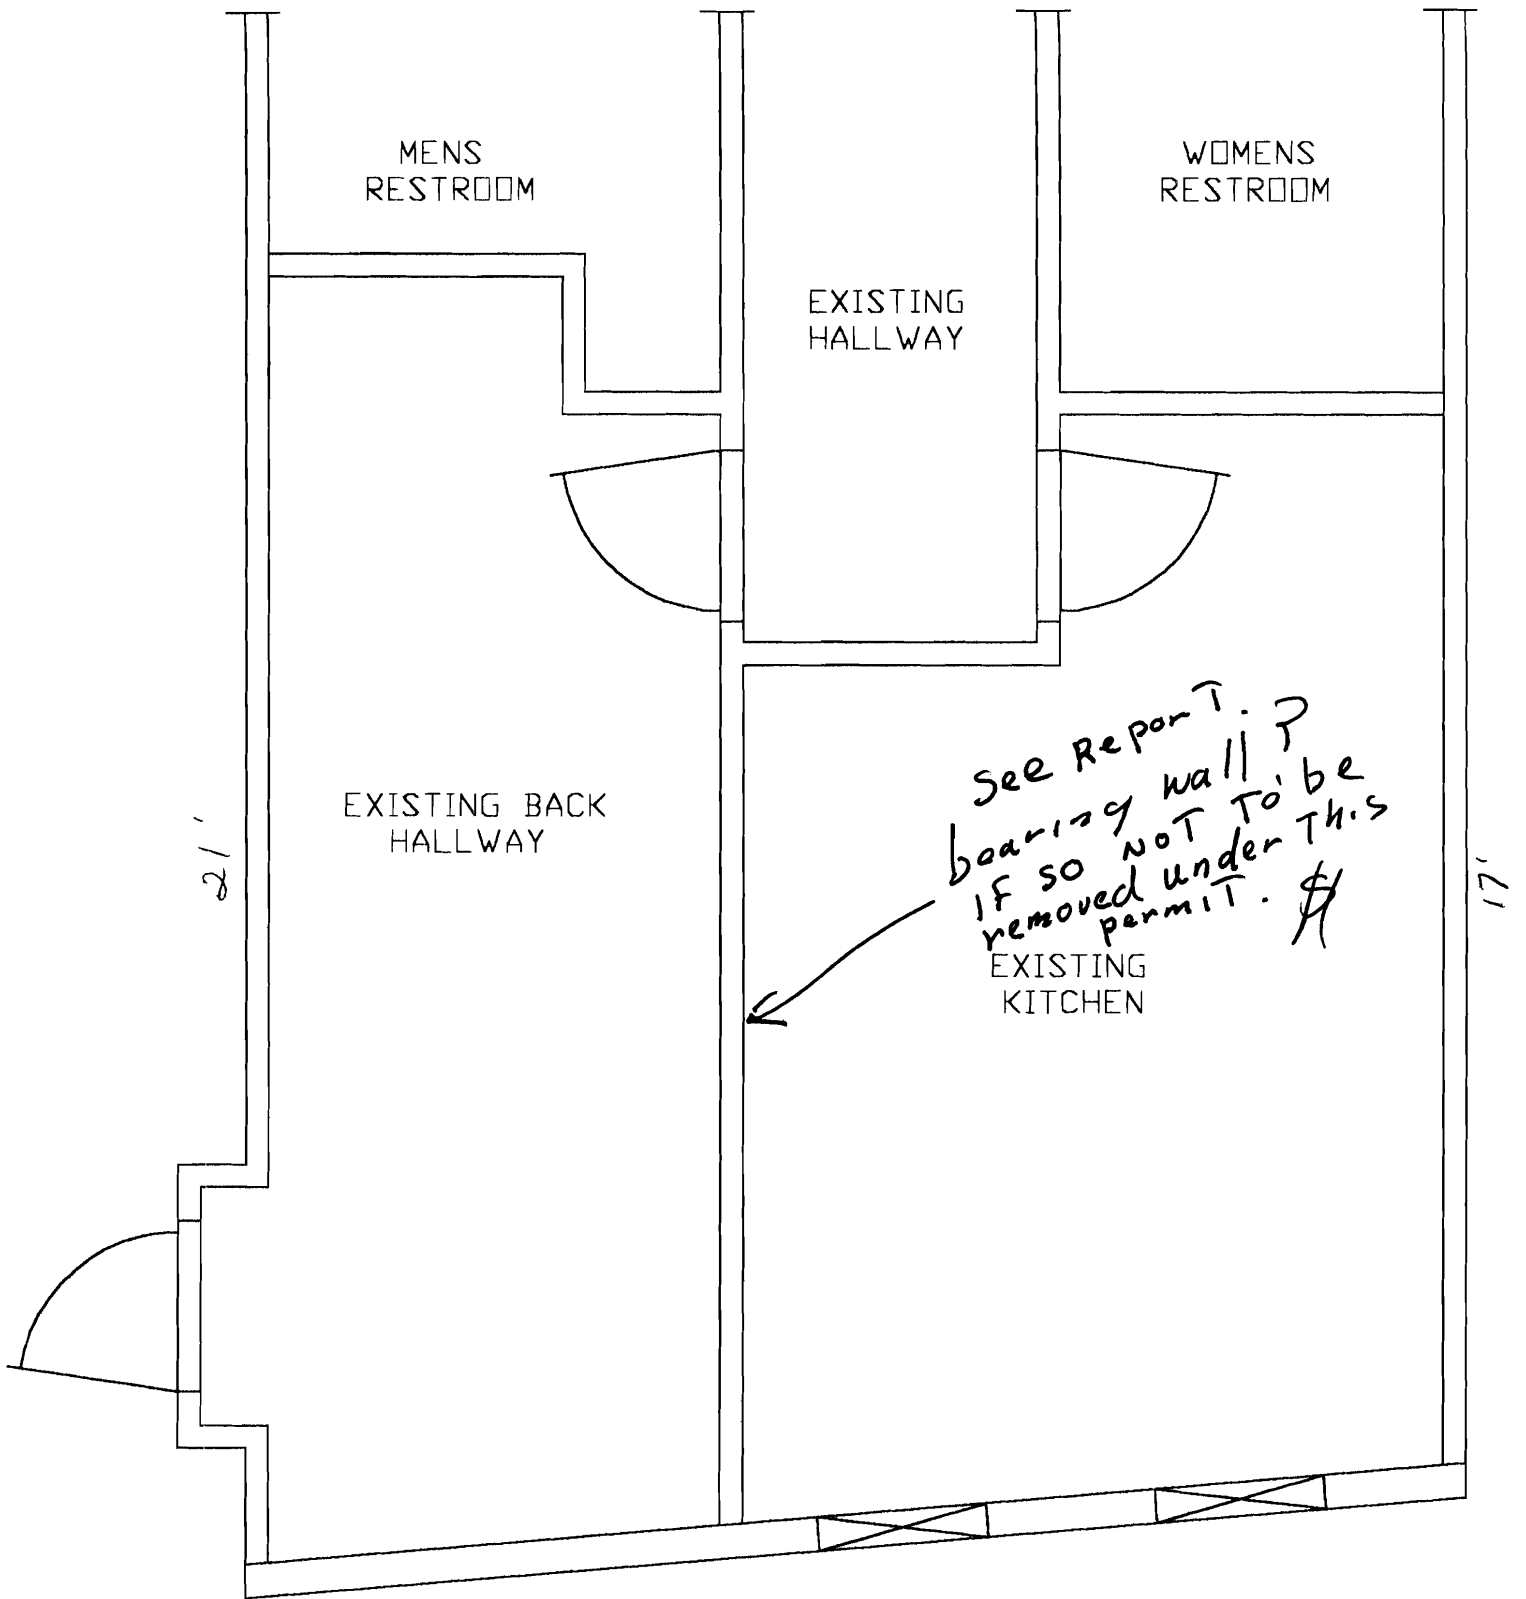 MENS
RESTROOM
WOMENS
RESTROOM
EXISTING
HALLWAY
See ReporT.
bearing wall?
IF SO NOT TO be
removed under This
permiT.
EXISTING BACK
HALLWAY
21'
17'
EXISTING
KITCHEN